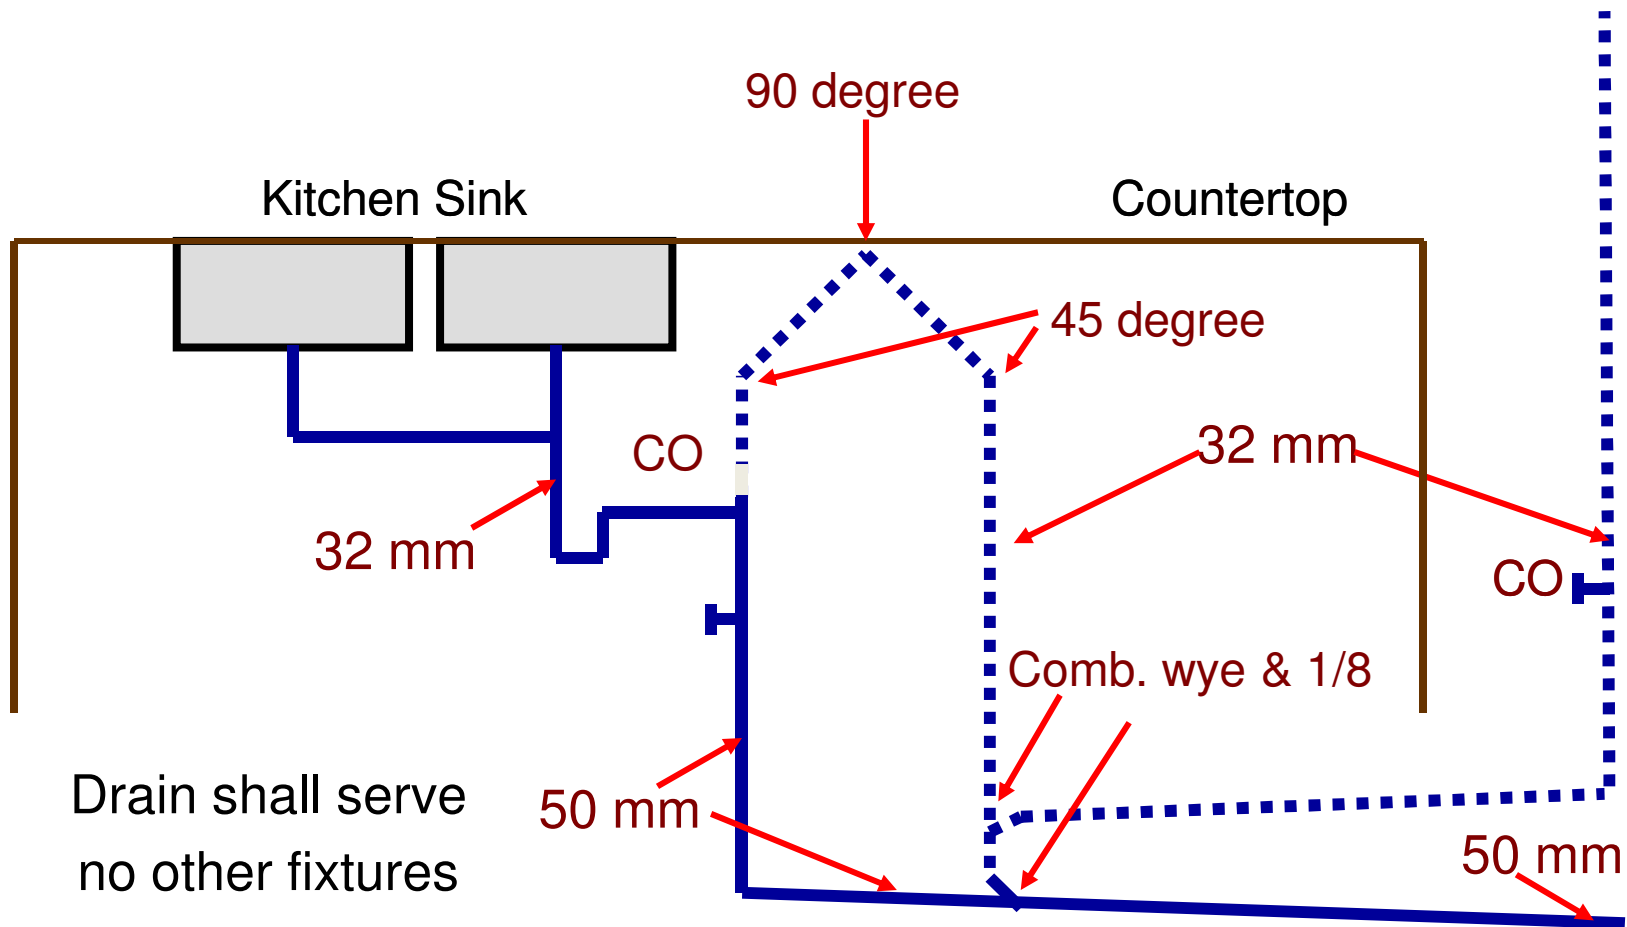 90 degree
Kitchen Sink
Countertop
45 degree
CO
32 mm
32 mm
CO
Comb. wye & 1/8
Drain shall serve
no other fixtures
50 mm
50 mm